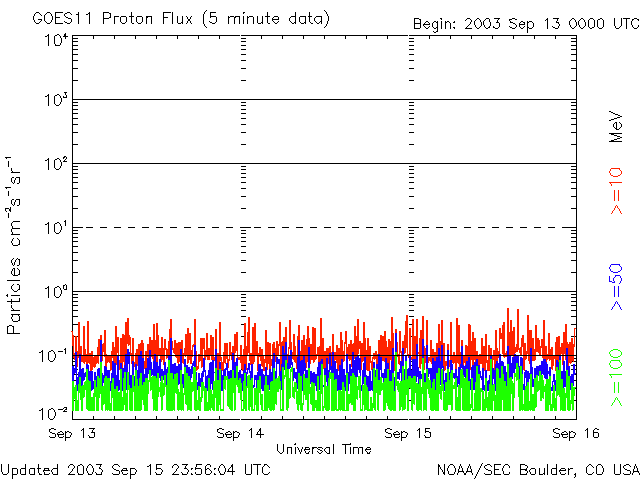 GOES11 Proton Flux (5 minute data)
Begin: 2003 Sep 13 0000 UTC
10⁴
10³
10²
10¹
10⁰
10⁻¹
10⁻²
Particles cm⁻²s⁻¹sr⁻¹
MeV
>=10
>=50
>=100
Sep 13
Sep 14
Sep 15
Sep 16
Universal Time
Updated 2003 Sep 15 23:56:04 UTC
NOAA/SEC Boulder, CO USA